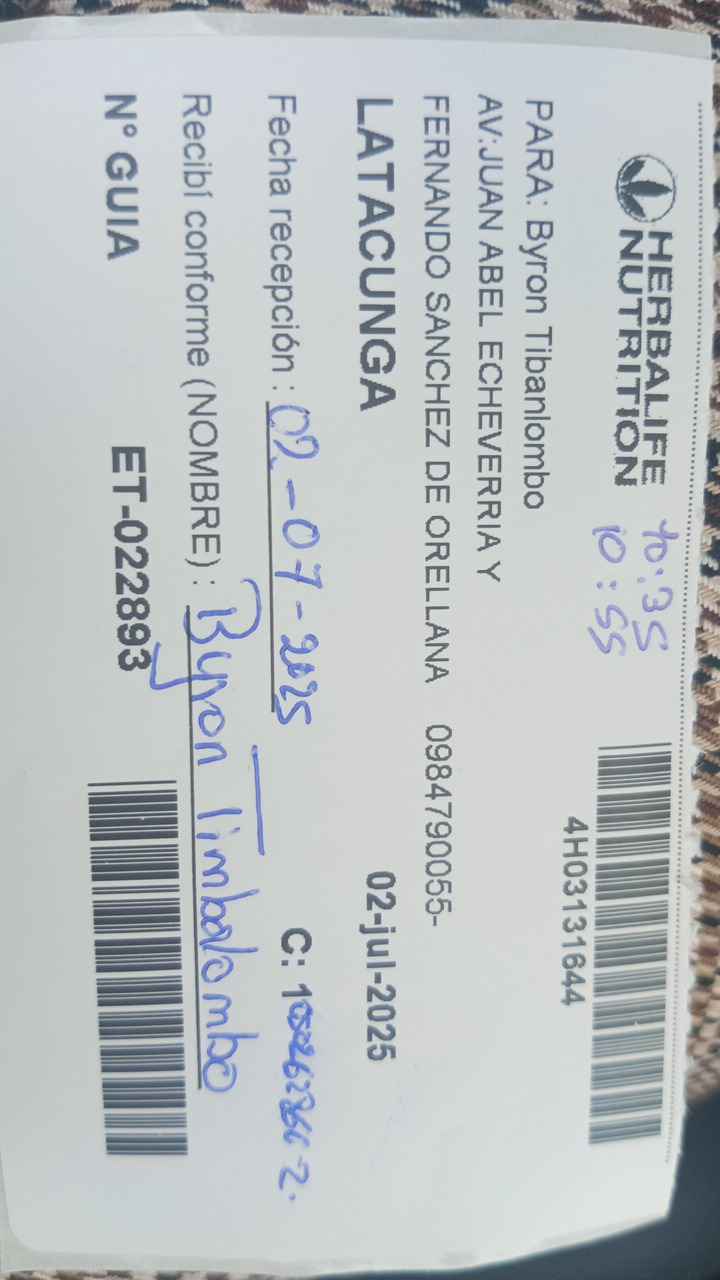 HERBALIFE
NUTRITION
10:35
10:55
4H03131644
PARA: Byron Tibanlombo
AV:JUAN ABEL ECHEVERRIA Y
FERNANDO SANCHEZ DE ORELLANA 0984790055-
LATACUNGA 02-jul-2025
Fecha recepción : 02-07-2025 C: 1
Recibí conforme (NOMBRE) : Byron Timbalombo
N° GUIA ET-022893